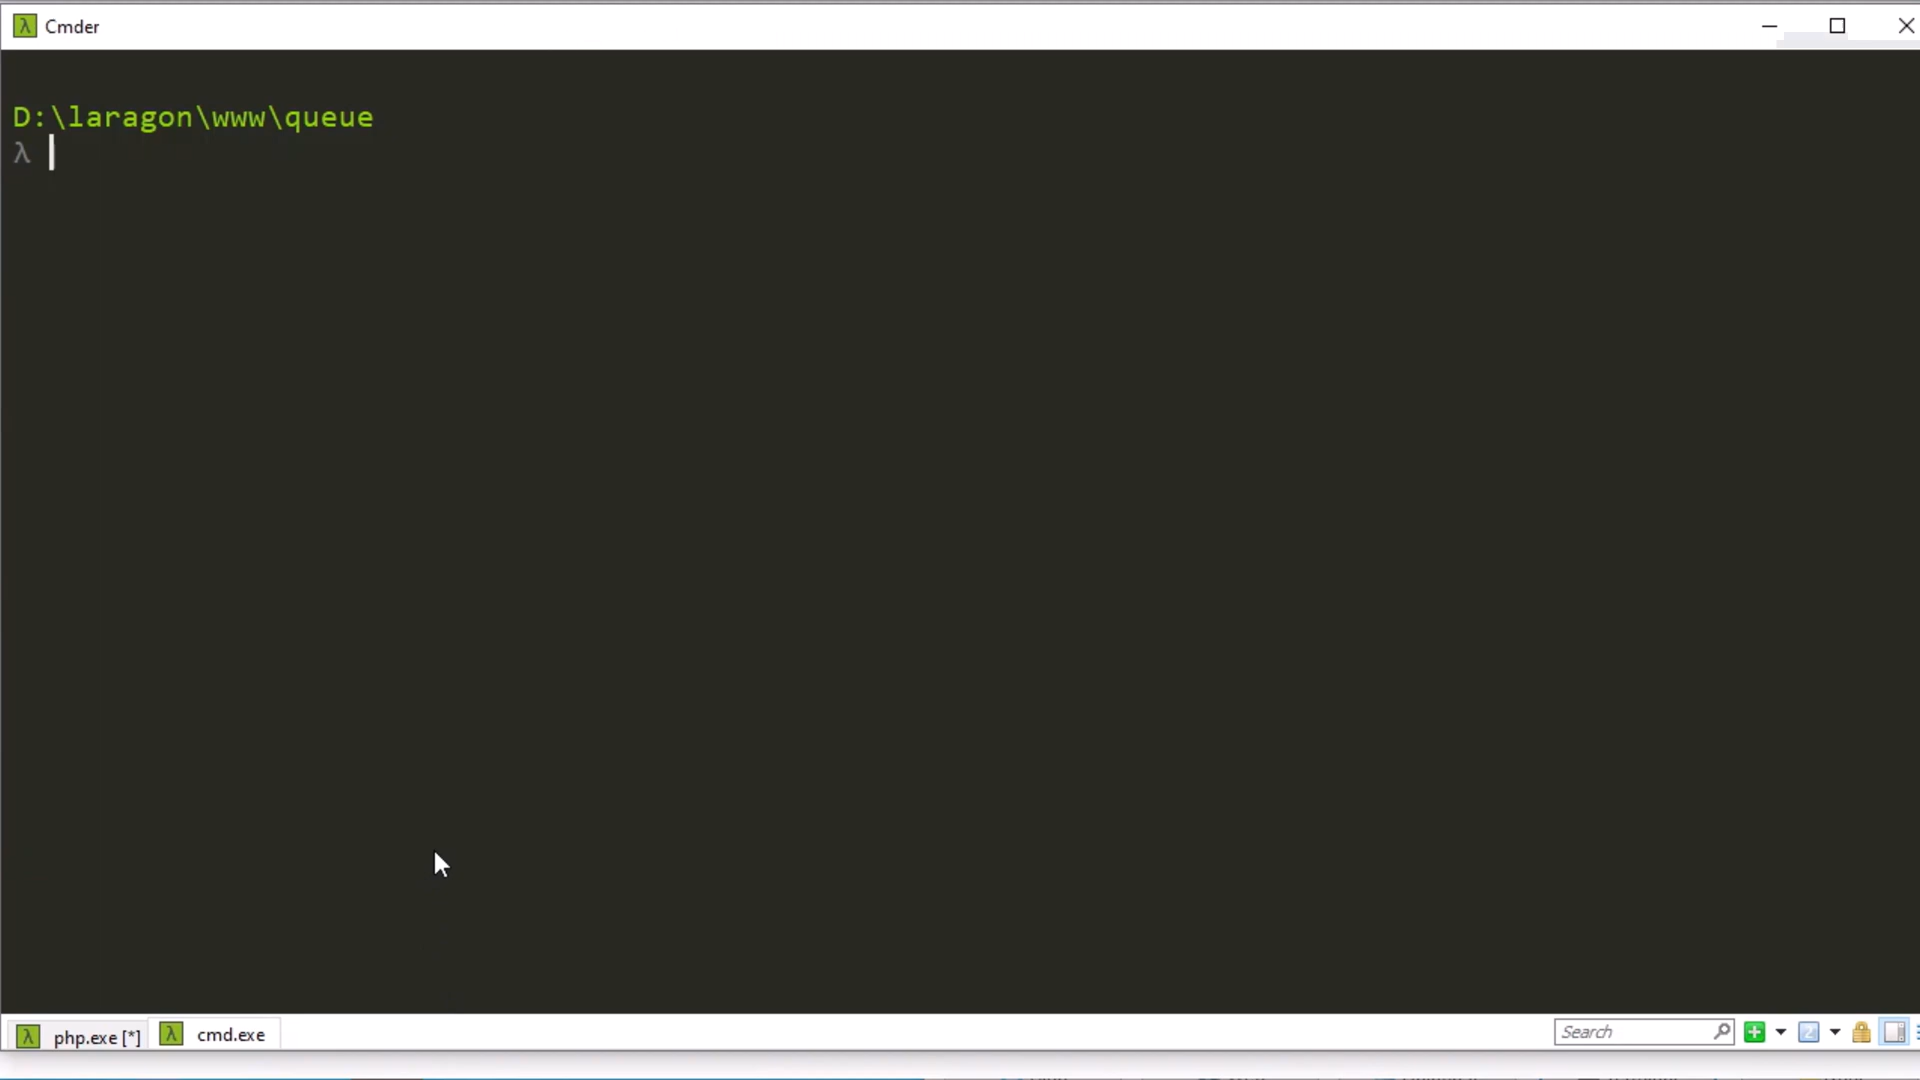 Cmder
D:\laragon\www\queue
λ
php.exe [*]
cmd.exe
Search